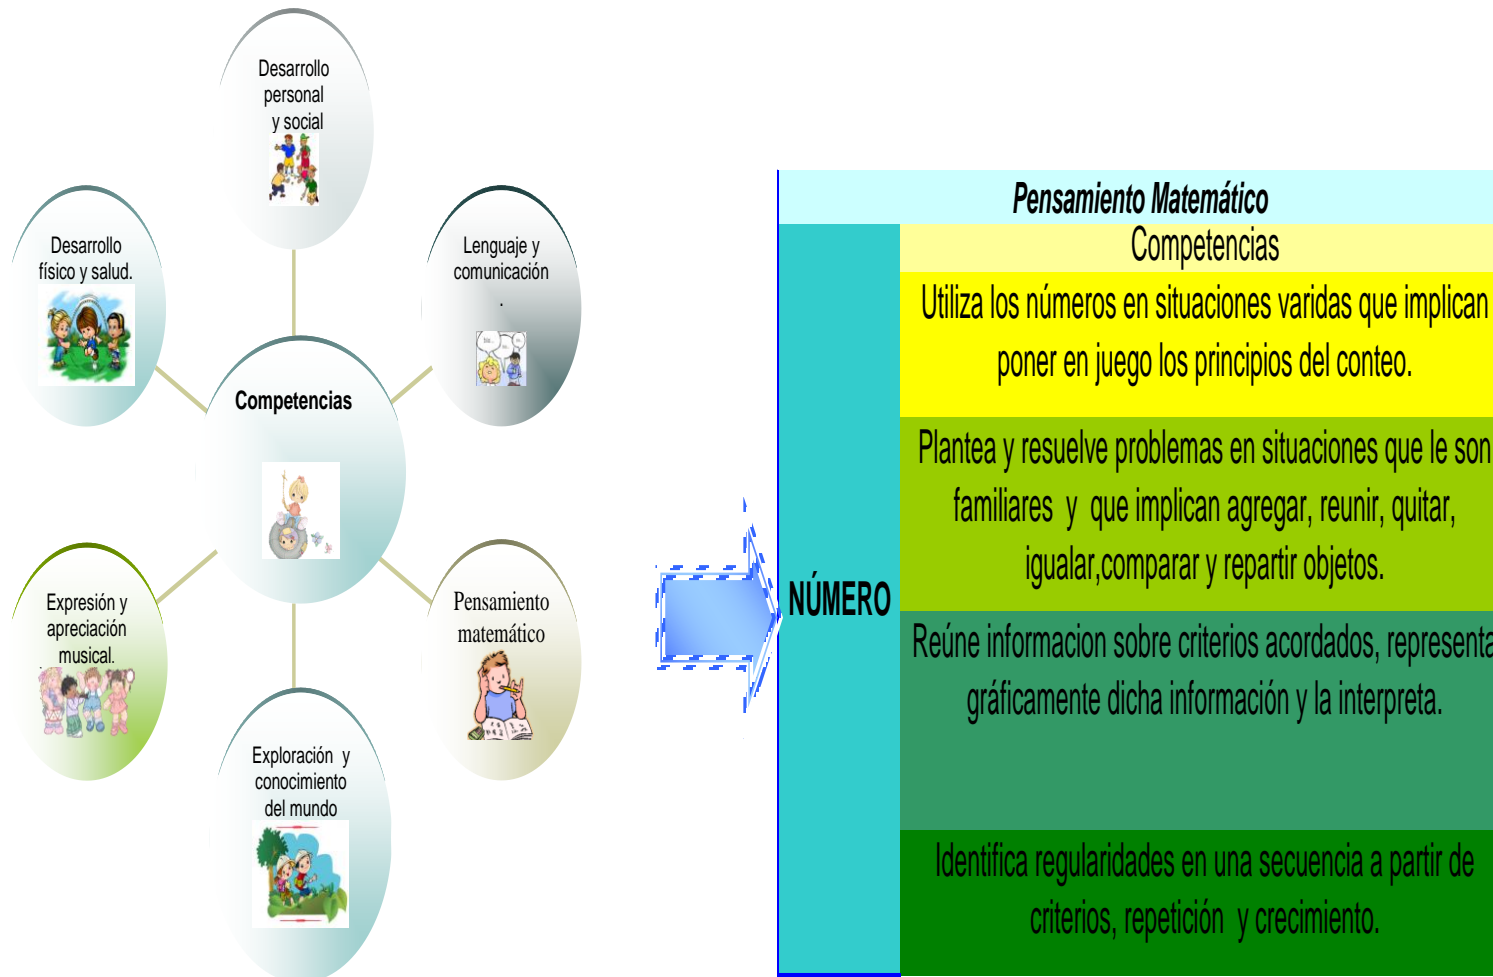 Desarrollo
personal
y social
Desarrollo
físico y salud.
Lenguaje y
comunicación
.
Competencias
Expresión y
apreciación
musical.
Pensamiento
matemático
Exploración y
conocimiento
del mundo
Pensamiento Matemático
NÚMERO
Competencias
Utiliza los números en situaciones varidas que implican
poner en juego los principios del conteo.
Plantea y resuelve problemas en situaciones que le son
familiares y que implican agregar, reunir, quitar,
igualar,comparar y repartir objetos.
Reúne informacion sobre criterios acordados, representa
gráficamente dicha información y la interpreta.
Identifica regularidades en una secuencia a partir de
criterios, repetición y crecimiento.